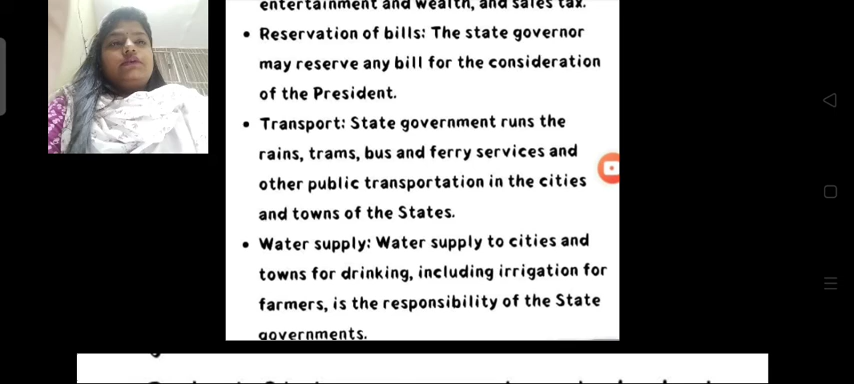 entertainment and wealth, and sales tax.
• Reservation of bills: The state governor
may reserve any bill for the consideration
of the President.
• Transport: State government runs the
rains, trams, bus and ferry services and
other public transportation in the cities
and towns of the States.
• Water supply: Water supply to cities and
towns for drinking, including irrigation for
farmers, is the responsibility of the State
governments.